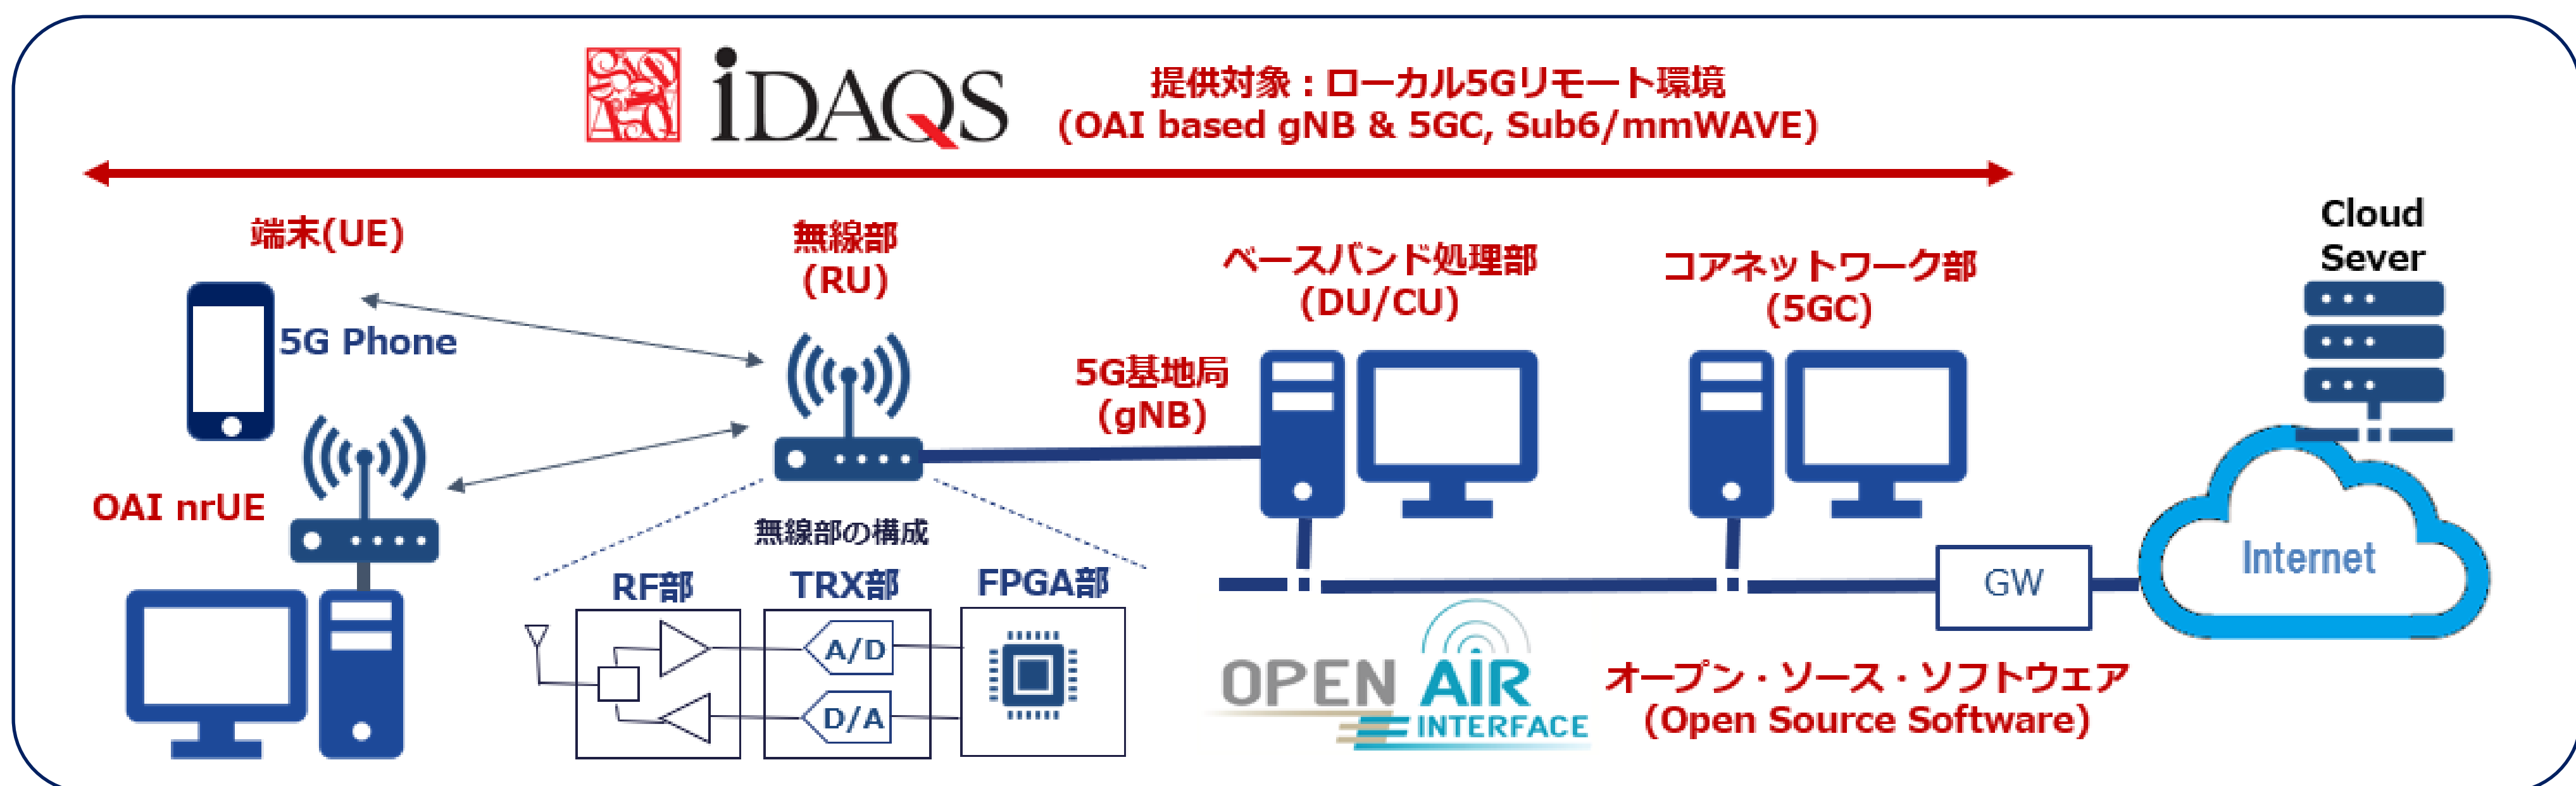 iDAQS
提供対象：ローカル5Gリモート環境
(OAI based gNB & 5GC, Sub6/mmWAVE)
端末(UE)
無線部
(RU)
ベースバンド処理部
(DU/CU)
コアネットワーク部
(5GC)
Cloud
Sever
5G Phone
5G基地局
(gNB)
OAI nrUE
無線部の構成
RF部
TRX部
FPGA部
A/D
D/A
GW
Internet
OPEN AIR
INTERFACE
オープン・ソース・ソフトウェア
(Open Source Software)